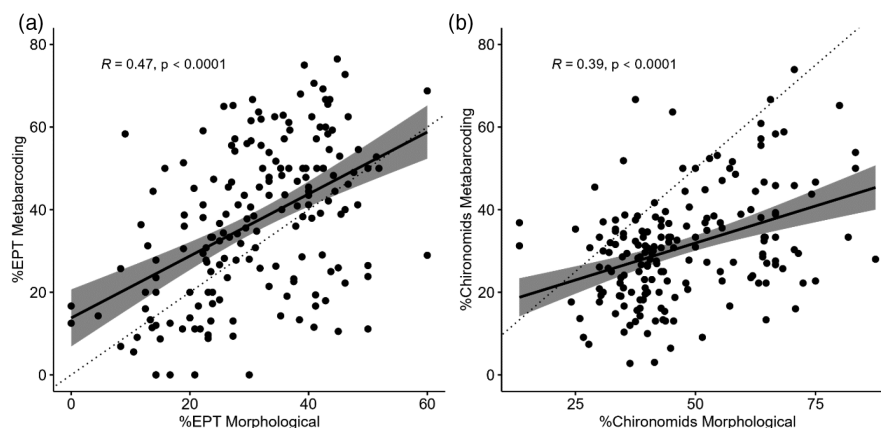 (a)
R = 0.47, p < 0.0001
%EPT Metabarcoding
80
60
40
20
0
0 20 40 60
%EPT Morphological
(b)
R = 0.39, p < 0.0001
%Chironomids Metabarcoding
80
60
40
20
0
25 50 75
%Chironomids Morphological